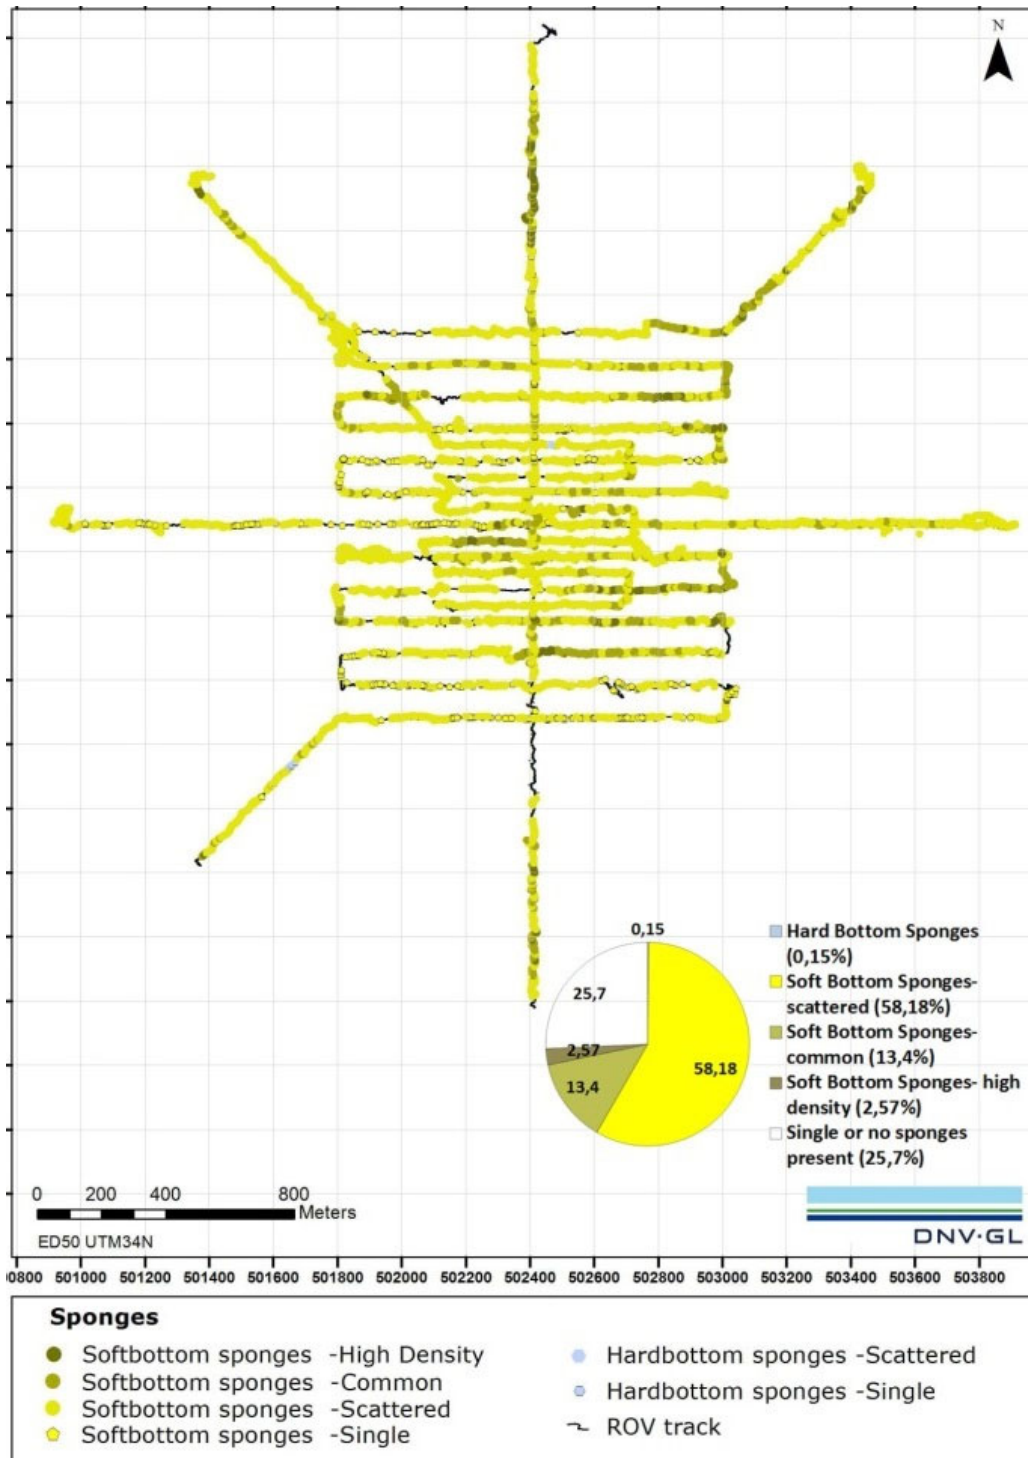 N
0,15
25,7
2,57
13,4
58,18
Hard Bottom Sponges
(0,15%)
Soft Bottom Sponges-
scattered (58,18%)
Soft Bottom Sponges-
common (13,4%)
Soft Bottom Sponges- high
density (2,57%)
Single or no sponges
present (25,7%)
0 200 400 800
Meters
ED50 UTM34N
DNV·GL
00800 501000 501200 501400 501600 501800 502000 502200 502400 502600 502800 503000 503200 503400 503600 503800
Sponges
Softbottom sponges -High Density
Softbottom sponges -Common
Softbottom sponges -Scattered
Softbottom sponges -Single
Hardbottom sponges -Scattered
Hardbottom sponges -Single
ROV track